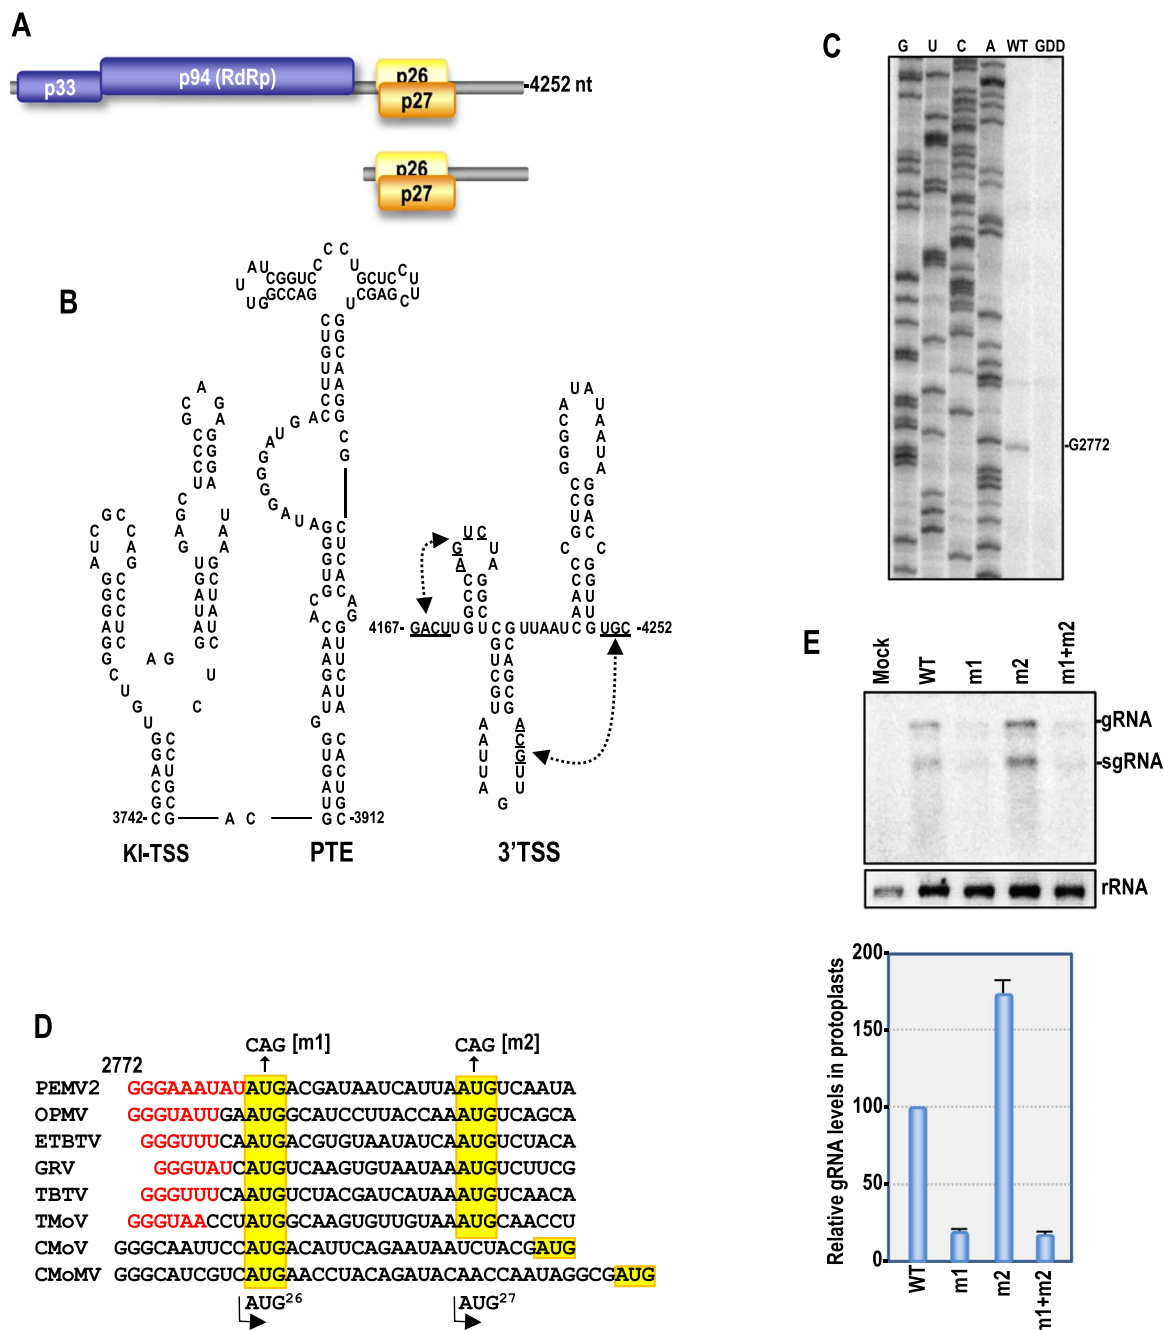 A
p33
p94 (RdRp)
p26
p27
-4252 nt
p26
p27
B
3742-
A C
-3912
KI-TSS
PTE
4167- GACU
UGC -4252
3'TSS
C
G U C A WT GDD
-G2772
D
CAG [m1] CAG [m2]
2772
PEMV2 GGGAAAUAUAUGACGAUAAUCAUUAAUGUCAAUA
OPMV GGGUAUUGAAUGGCAUCCUUACCAAAUGUCAGCA
ETBTV GGGUUUCAAUGACGUGUAAUAUCAAUGUCUACA
GRV GGGUAUCAUGUCAAGUGUAAUAAAUGUCUUCG
TBTV GGGUUUCAAUGUCUACGAUCAUAAAUGUCAACA
TMoV GGGUAACCUAUGGCAAGUGUUGUAAAUGCAACCU
CMoV GGGCAAUUCCAUGACAUUCAGAAUAAUCUACGAUG
CMoMV GGGCAUCGUCAUGAACCUACAGAUACAACCAAUAGGCGAUG
AUG26 AUG27
E
Mock WT m1 m2 m1+m2
-gRNA
-sgRNA
rRNA
Relative gRNA levels in protoplasts
200
150
100
50
0
WT m1 m2 m1+m2